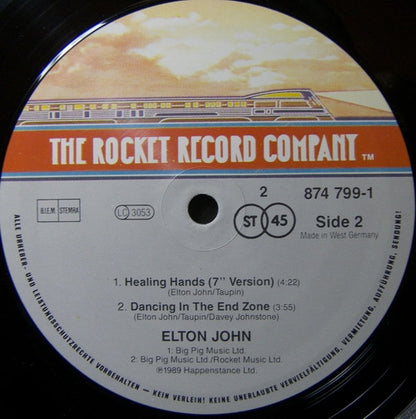 THE ROCKET RECORD COMPANY TM
2
874 799-1
B.I.E.M. STEMRA
LC 3053
ST 45
Side 2
Made in West Germany
1. Healing Hands (7" Version) (4:22)
(Elton John/Taupin)
2. Dancing In The End Zone (3:55)
(Elton John/Taupin/Davey Johnstone)
ELTON JOHN
1: Big Pig Music Ltd.
2: Big Pig Music Ltd./Rocket Music Ltd.
℗1989 Happenstance Ltd.
ALLE URHEBER- UND LEISTUNGSSCHUTZRECHTE VORBEHALTEN — KEIN VERLEIH! KEINE UNERLAUBTE VERVIELFÄLTIGUNG, VERMIETUNG, AUFFÜHRUNG, SENDUNG!